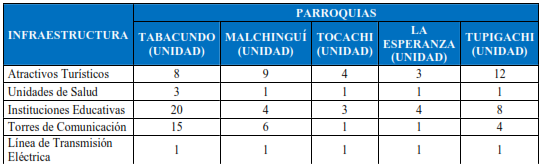 INFRAESTRUCTURA PARROQUIAS
TABACUNDO (UNIDAD) MALCHINGUÍ (UNIDAD) TOCACHI (UNIDAD) LA ESPERANZA (UNIDAD) TUPIGACHI (UNIDAD)
Atractivos Turísticos 8 9 4 3 12
Unidades de Salud 3 1 1 1 1
Instituciones Educativas 20 4 3 4 8
Torres de Comunicación 15 6 1 1 4
Línea de Transmisión Eléctrica 1 1 1 1 1